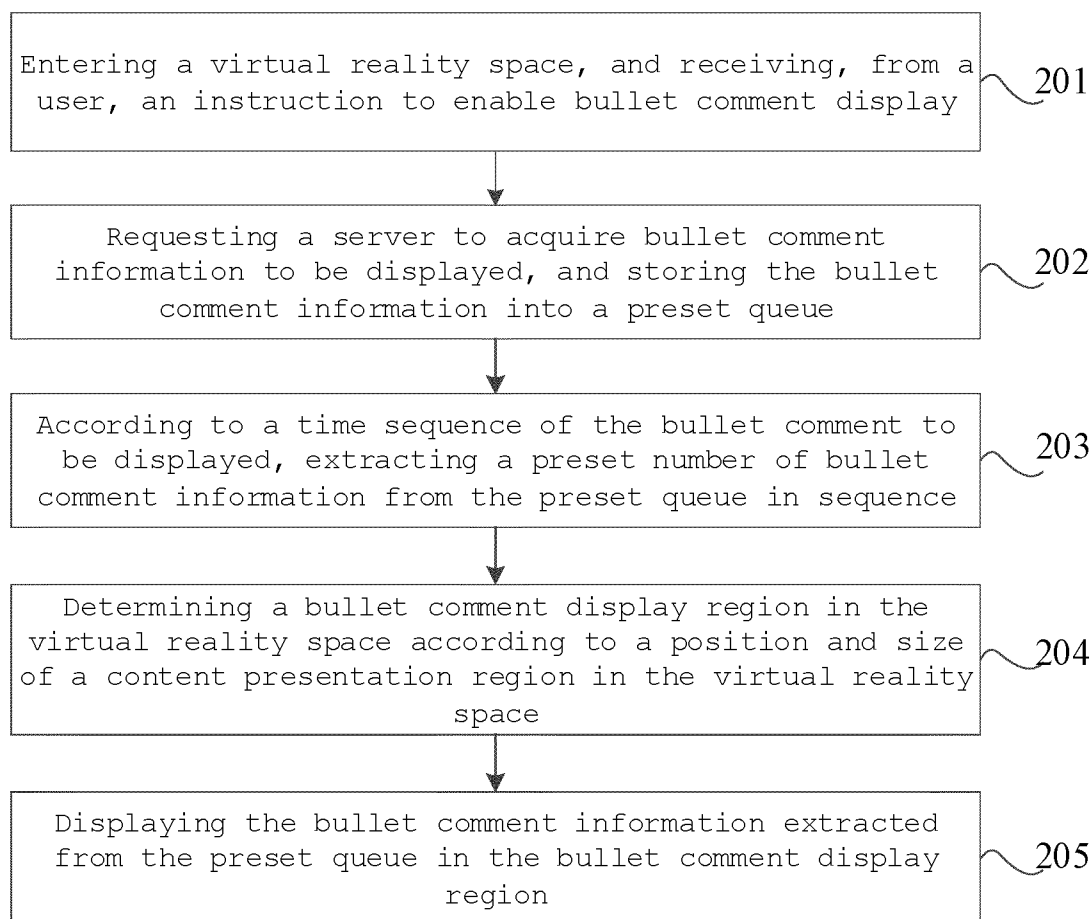 Entering a virtual reality space, and receiving, from a
user, an instruction to enable bullet comment display
201
Requesting a server to acquire bullet comment
information to be displayed, and storing the bullet
comment information into a preset queue
202
According to a time sequence of the bullet comment to
be displayed, extracting a preset number of bullet
comment information from the preset queue in sequence
203
Determining a bullet comment display region in the
virtual reality space according to a position and size
of a content presentation region in the virtual reality
space
204
Displaying the bullet comment information extracted
from the preset queue in the bullet comment display
region
205